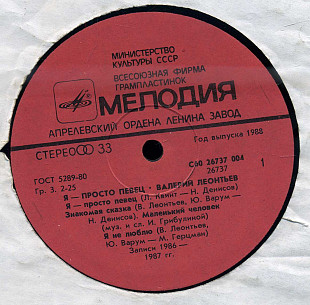 МИНИСТЕРСТВО
КУЛЬТУРЫ СССР
ВСЕСОЮЗНАЯ ФИРМА
ГРАМПЛАСТИНОК
МЕЛОДИЯ
АПРЕЛЕВСКИЙ ОРДЕНА ЛЕНИНА ЗАВОД
СТЕРЕО 33
Год выпуска 1988
ГОСТ 5289-80
Гр. 3. 2-25
С60 26737 004
26737
1
Я — ПРОСТО ПЕВЕЦ · ВАЛЕРИЙ ЛЕОНТЬЕВ
Я — просто певец (Л. Квинт — Н. Денисов)
Знакомая сказка (В. Леонтьев, Ю. Варум —
Н. Денисов). Маленький человек
(муз. и сл. И. Грибулиной)
Я не люблю (В. Леонтьев,
Ю. Варум — М. Герцман)
Записи 1986—
1987 гг.